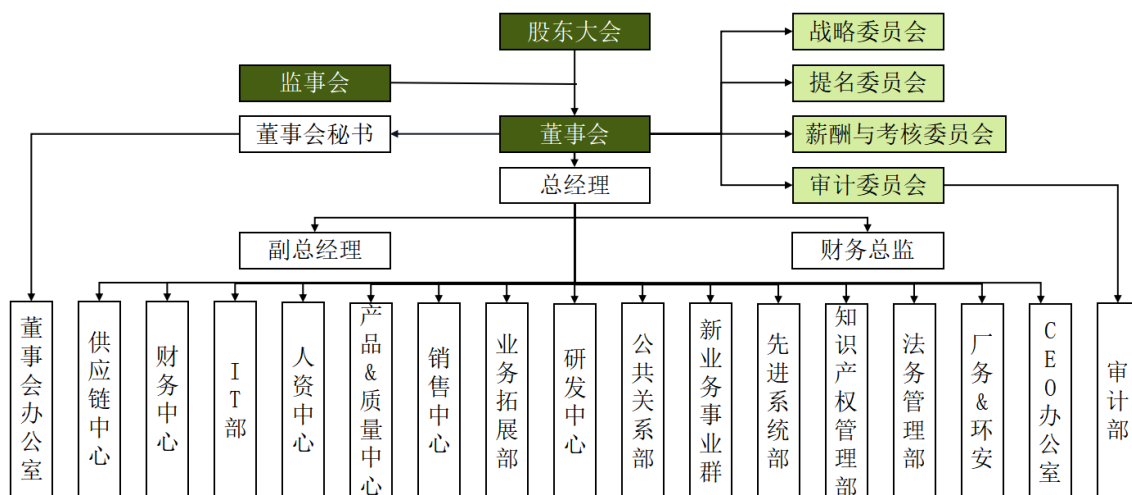 股东大会
战略委员会
监事会
提名委员会
董事会秘书
董事会
薪酬与考核委员会
总经理
审计委员会
副总经理
财务总监
董事会办公室
供应链中心
财务中心
IT部
人资中心
产品&质量中心
销售中心
业务拓展部
研发中心
公共关系部
新业务事业群
先进系统部
知识产权管理部
法务管理部
厂务&环安
CEO办公室
审计部